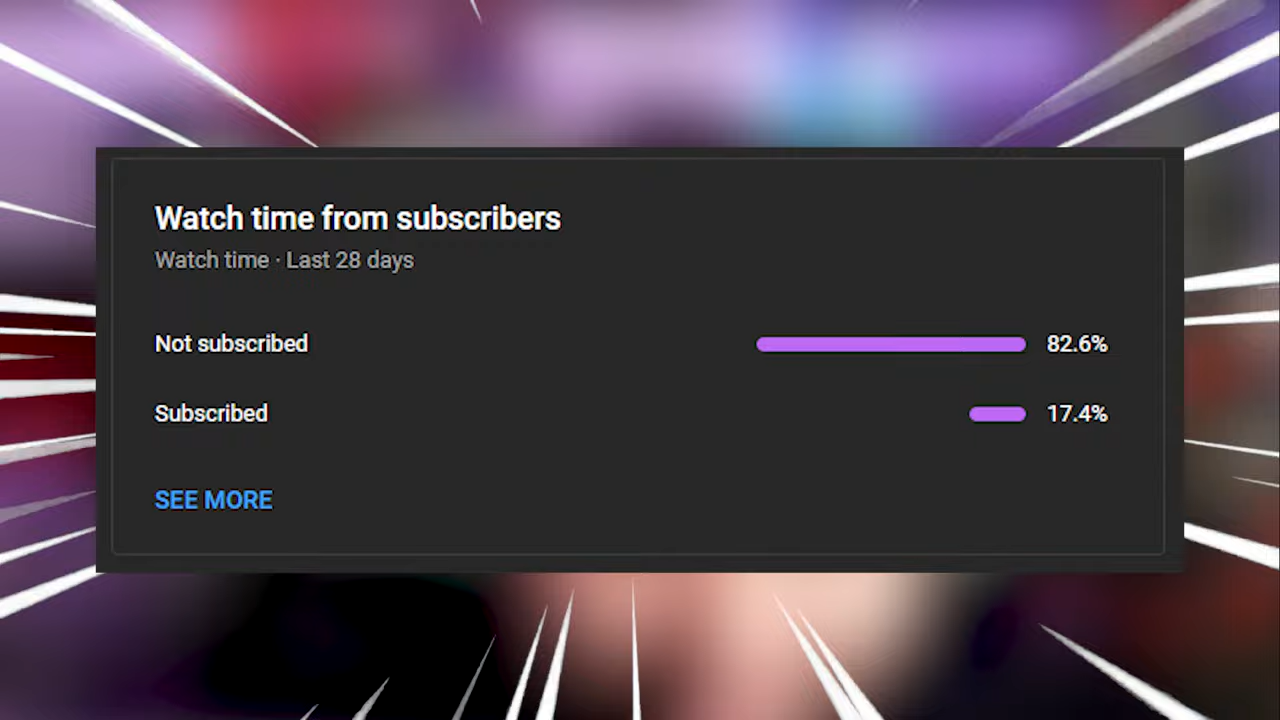 Watch time from subscribers
Watch time · Last 28 days
Not subscribed 82.6%
Subscribed 17.4%
SEE MORE